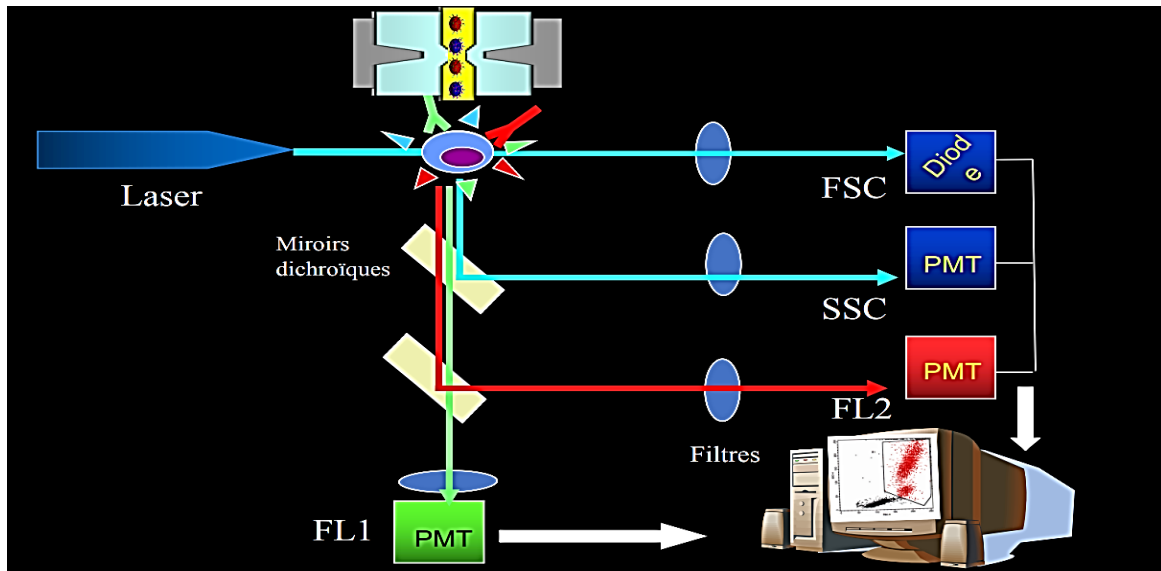 Laser
Diod
e
FSC
Miroirs
dichroïques
PMT
SSC
PMT
FL2
Filtres
FL1
PMT